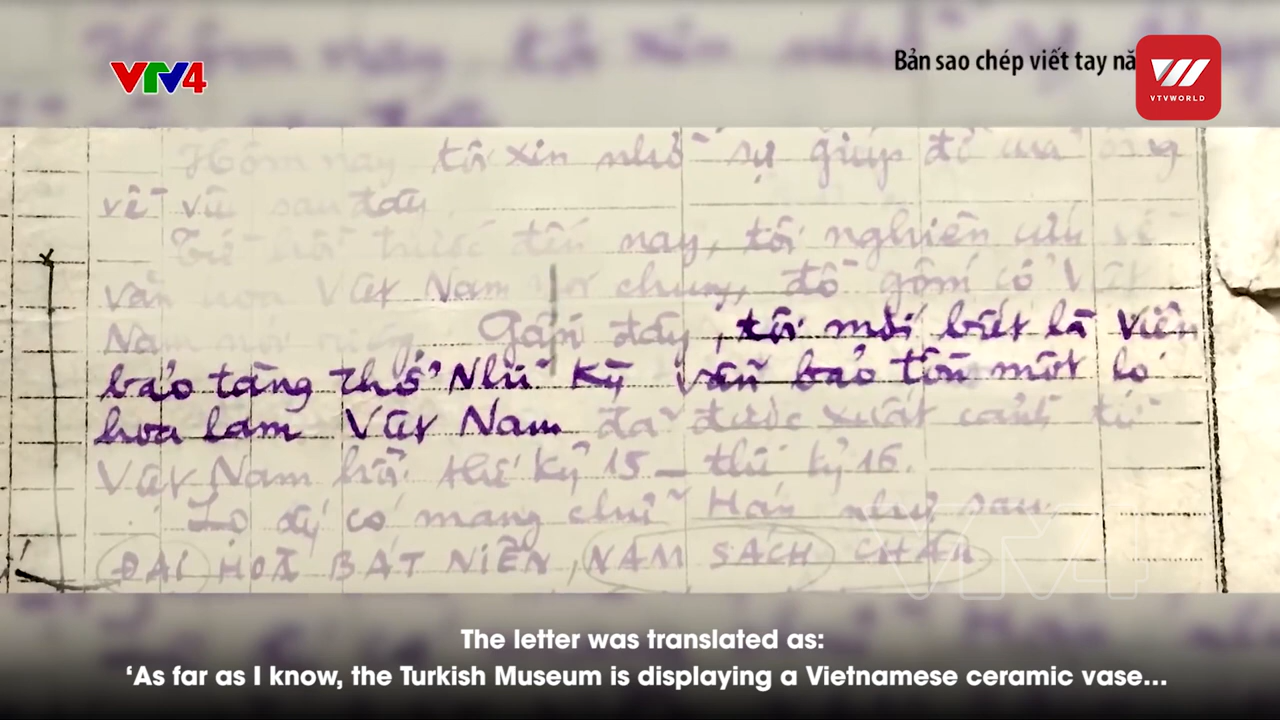 VTV4
Bản sao chép viết tay nă
VTVWORLD
Hôm nay tôi xin nhờ sự giúp đỡ của ông
về vụ sau đây.
Từ hồi trước đến nay, tôi nghiên cứu về
văn hoa Việt Nam nói chung, đồ gốm cổ Việt
Nam nói riêng. Gần đây, tôi mới biết là Viện
bảo tàng Thổ Nhĩ Kỳ vẫn bảo tồn một lọ
hoa lam Việt Nam đã được xuất cảnh từ
Việt Nam hồi thế kỷ 15 - thế kỷ 16.
Lọ ấy có mang chữ Hán như sau
ĐẠI HOÀ BÁT NIÊN, NAM SÁCH CHÂU
VTV4
The letter was translated as:
‘As far as I know, the Turkish Museum is displaying a Vietnamese ceramic vase...